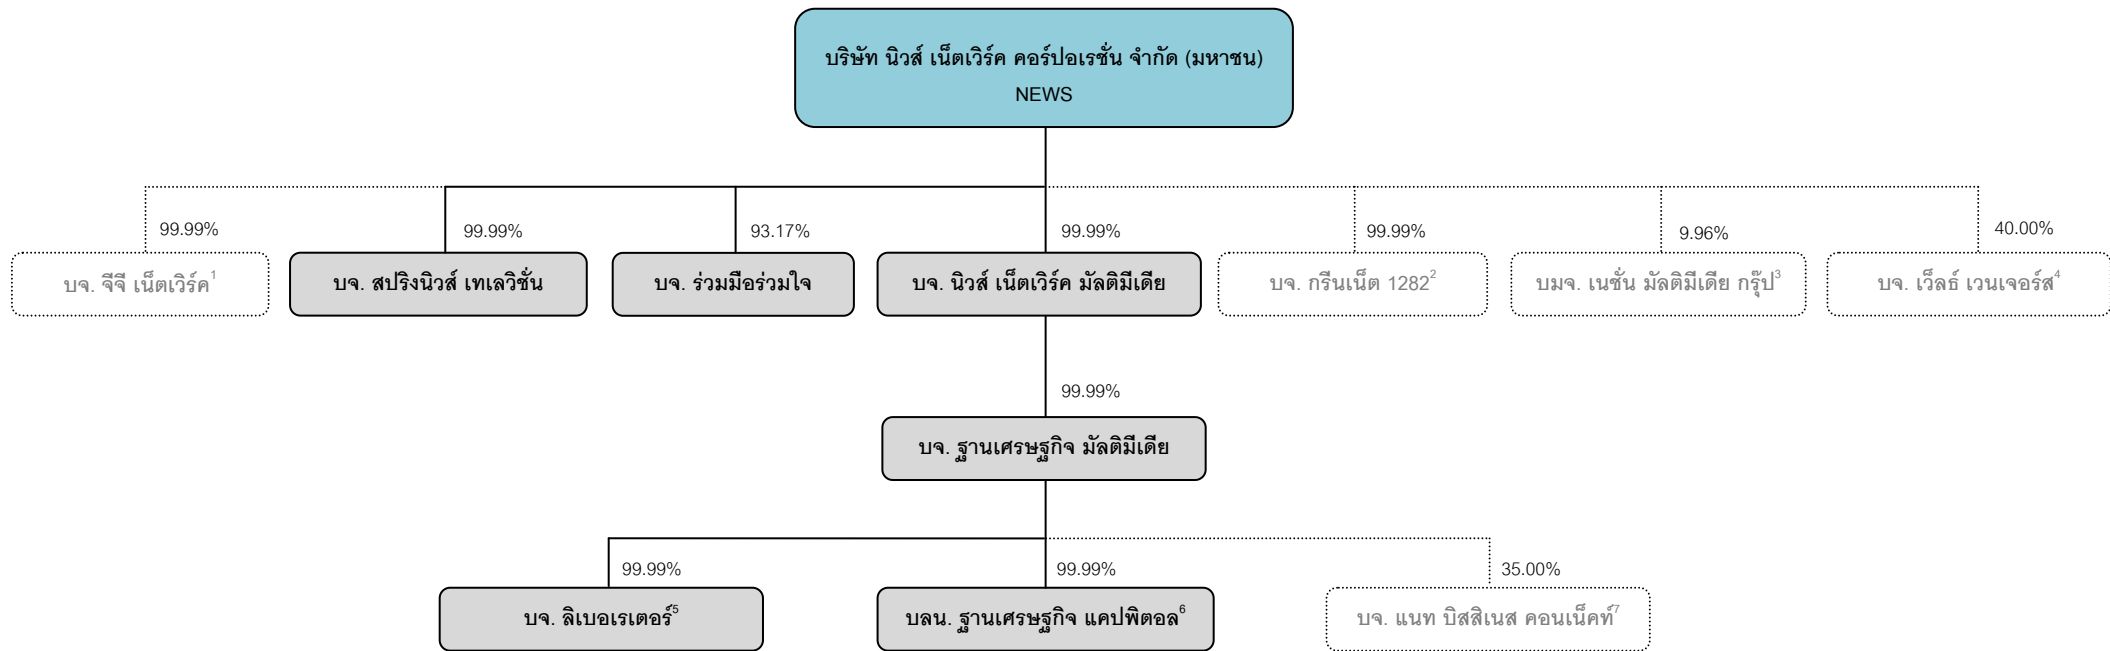 บริษัท นิวส์ เน็ตเวิร์ค คอร์ปอเรชั่น จำกัด (มหาชน)
NEWS
99.99% 99.99% 93.17% 99.99% 99.99% 9.96% 40.00%
บจ. จีจี เน็ตเวิร์ค¹ บจ. สปริงนิวส์ เทเลวิชั่น บจ. ร่วมมือร่วมใจ บจ. นิวส์ เน็ตเวิร์ค มัลติมีเดีย บจ. กรีนเน็ต 1282² บมจ. เนชั่น มัลติมีเดีย กรุ๊ป³ บจ. เว็ลธ์ เวนเจอร์ส⁴
99.99%
บจ. ฐานเศรษฐกิจ มัลติมีเดีย
99.99% 99.99% 35.00%
บจ. ลิเบอเรเตอร์⁵ บลน. ฐานเศรษฐกิจ แคปพิตอล⁶ บจ. แนท บิสสิเนส คอนเน็คท์⁷